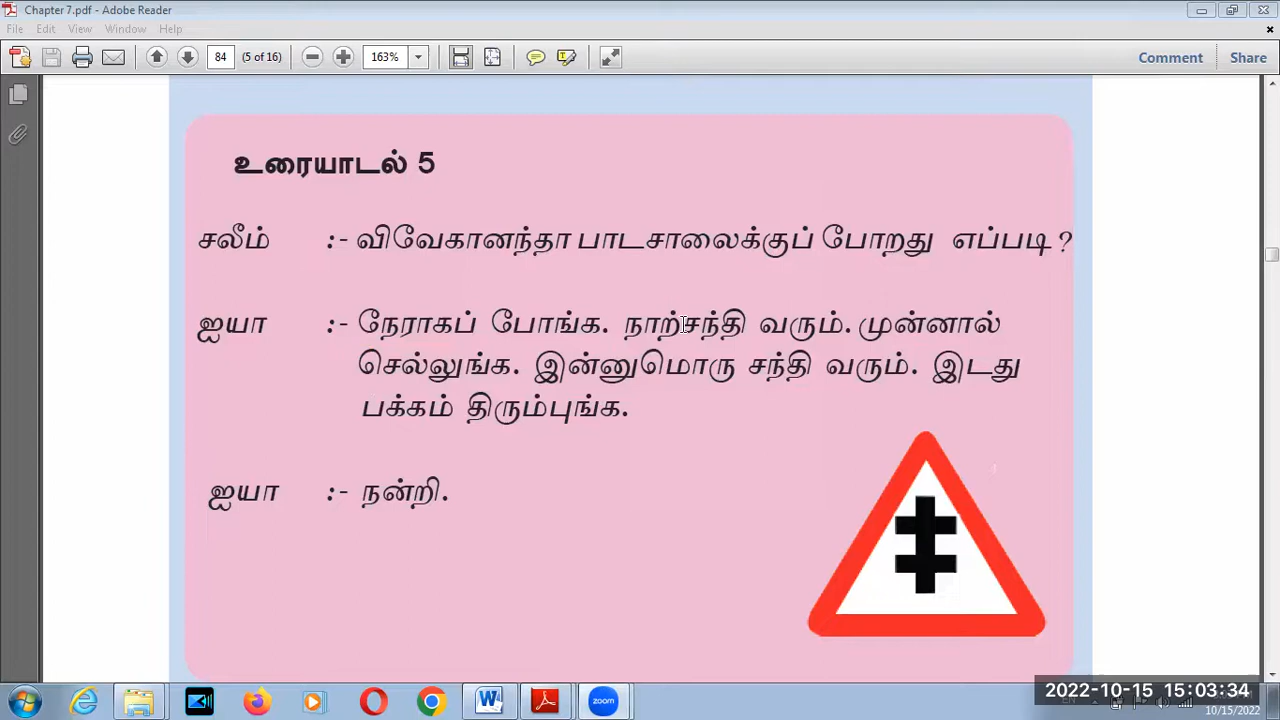 Chapter 7.pdf - Adobe Reader
File Edit View Window Help
84 (5 of 16) 163% Comment Share
உரையாடல் 5
சலீம் :- விவேகானந்தா பாடசாலைக்குப் போறது எப்படி ?
ஐயா :- நேராகப் போங்க. நாற்சந்தி வரும். முன்னால்
செல்லுங்க. இன்னுமொரு சந்தி வரும். இடது
பக்கம் திரும்புங்க.
ஐயா :- நன்றி.
zoom
2022-10-15 15:03:34
10/15/2022